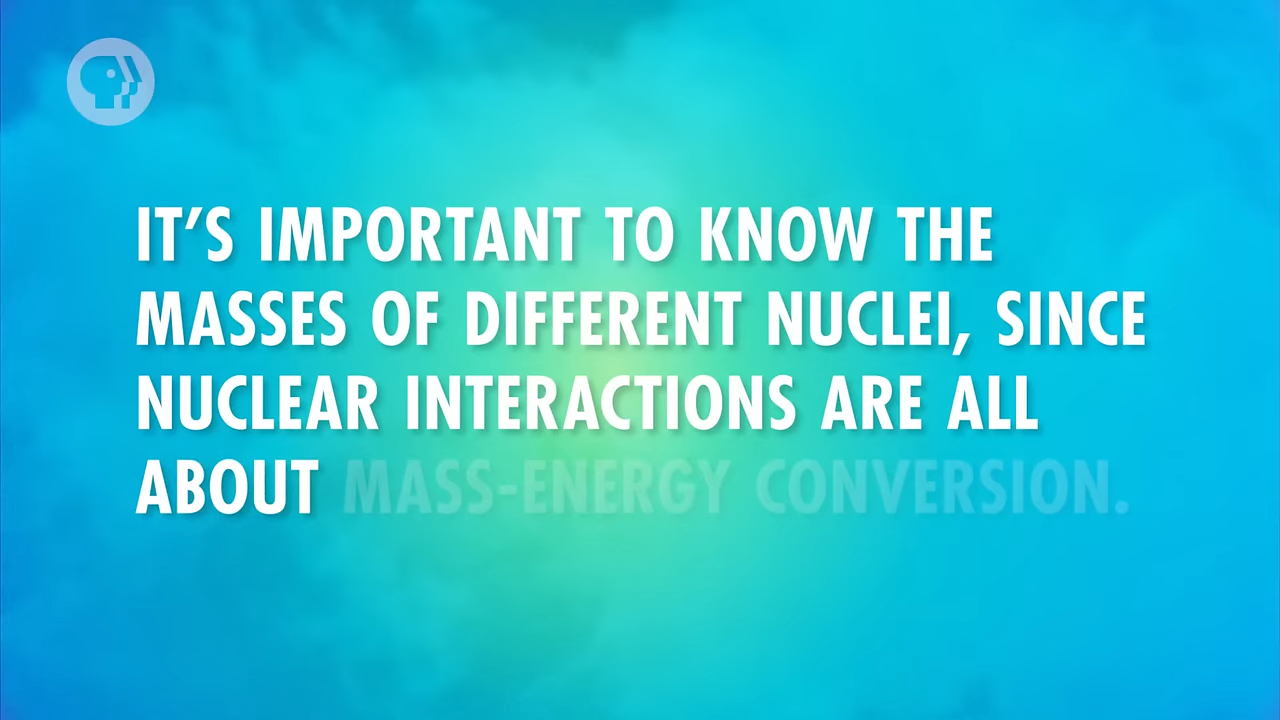 IT'S IMPORTANT TO KNOW THE
MASSES OF DIFFERENT NUCLEI, SINCE
NUCLEAR INTERACTIONS ARE ALL
ABOUT MASS-ENERGY CONVERSION.